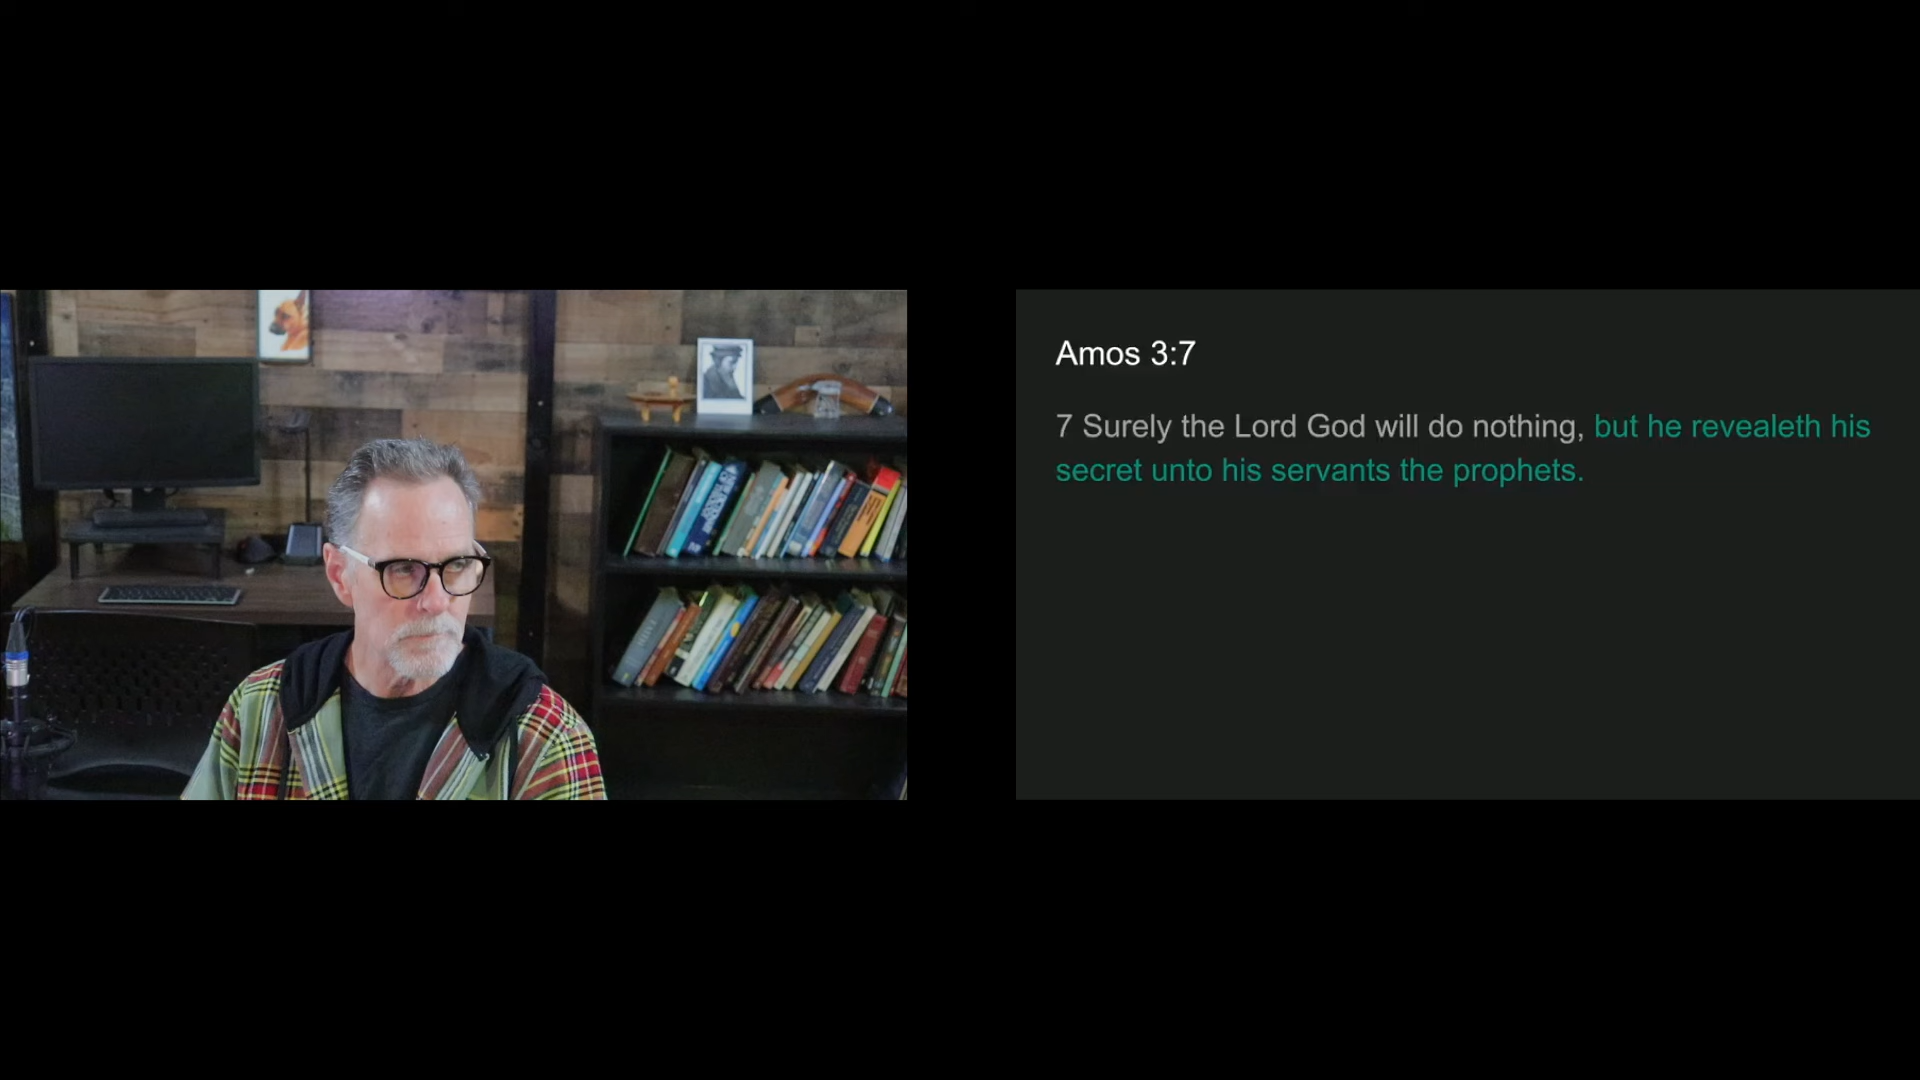 Amos 3:7
7 Surely the Lord God will do nothing, but he revealeth his
secret unto his servants the prophets.